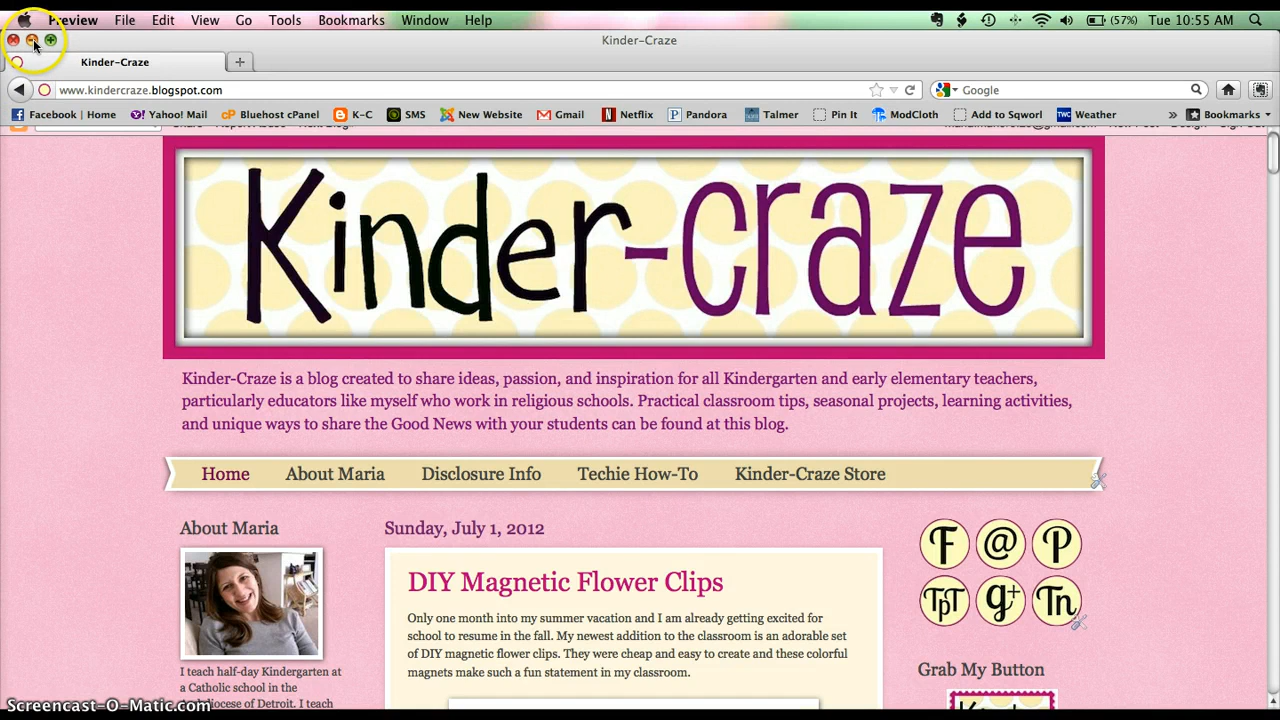 Preview File Edit View Go Tools Bookmarks Window Help (57%) Tue 10:55 AM
Kinder-Craze
Kinder-Craze
www.kindercraze.blogspot.com Google
Facebook | Home Yahoo! Mail Bluehost cPanel K-C SMS New Website Gmail Netflix Pandora Talmer Pin It ModCloth Add to Sqworl Weather » Bookmarks
Kinder-craze
Kinder-Craze is a blog created to share ideas, passion, and inspiration for all Kindergarten and early elementary teachers,
particularly educators like myself who work in religious schools. Practical classroom tips, seasonal projects, learning activities,
and unique ways to share the Good News with your students can be found at this blog.
Home About Maria Disclosure Info Techie How-To Kinder-Craze Store
About Maria
Sunday, July 1, 2012
F @ P
DIY Magnetic Flower Clips
TpT g+ Tn
Only one month into my summer vacation and I am already getting excited for
school to resume in the fall. My newest addition to the classroom is an adorable set
of DIY magnetic flower clips. They were cheap and easy to create and these colorful
magnets make such a fun statement in my classroom.
Grab My Button
I teach half-day Kindergarten at
a Catholic school in the
of Detroit. I teach
Screencast-O-Matic.com